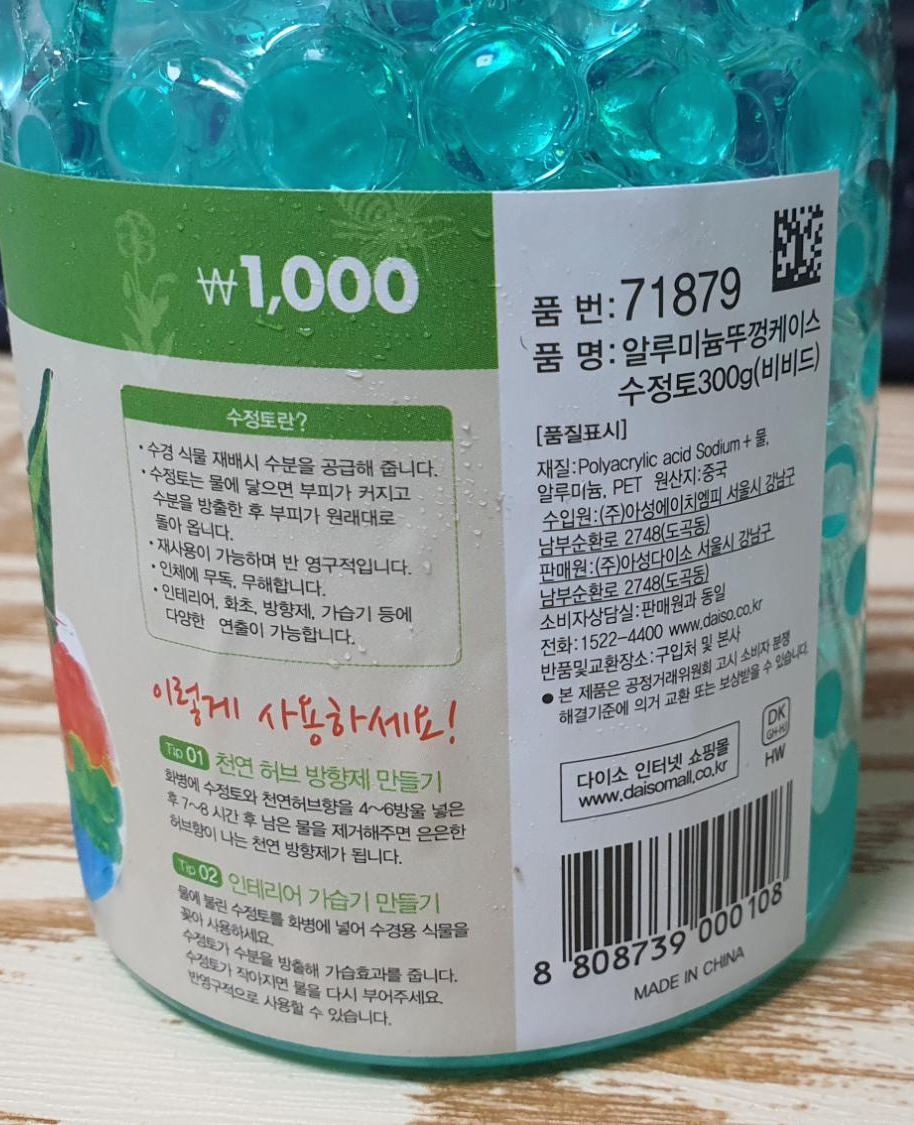 ₩1,000
수정토란?
• 수경 식물 재배시 수분을 공급해 줍니다.
• 수정토는 물에 닿으면 부피가 커지고
수분을 방출한 후 부피가 원래대로
돌아 옵니다.
• 재사용이 가능하며 반 영구적입니다.
• 인체에 무독, 무해합니다.
• 인테리어, 화초, 방향제, 가습기 등에
다양한 연출이 가능합니다.
이렇게 사용하세요!
Tip 01 천연 허브 방향제 만들기
화병에 수정토와 천연허브향을 4~6방울 넣은
후 7~8 시간 후 남은 물을 제거해주면 은은한
허브향이 나는 천연 방향제가 됩니다.
Tip 02 인테리어 가습기 만들기
물에 불린 수정토를 화병에 넣어 수경용 식물을
꽂아 사용하세요.
수정토가 수분을 방출해 가습효과를 줍니다.
수정토가 작아지면 물을 다시 부어주세요.
반영구적으로 사용할 수 있습니다.
품 번:71879
품 명:알루미늄뚜껑케이스
수정토300g(비비드)
[품질표시]
재질:Polyacrylic acid Sodium + 물,
알루미늄, PET 원산지:중국
수입원:(주)아성에이치엠피 서울시 강남구
남부순환로 2748(도곡동)
판매원:(주)아성다이소 서울시 강남구
남부순환로 2748(도곡동)
소비자상담실:판매원과 동일
전화:1522-4400 www.daiso.co.kr
반품및교환장소:구입처 및 본사
● 본 제품은 공정거래위원회 고시 소비자 분쟁
해결기준에 의거 교환 또는 보상받을 수 있습니다.
DK
GH-HJ
HW
다이소 인터넷 쇼핑몰
www.daisomall.co.kr
8 808739 000108
MADE IN CHINA